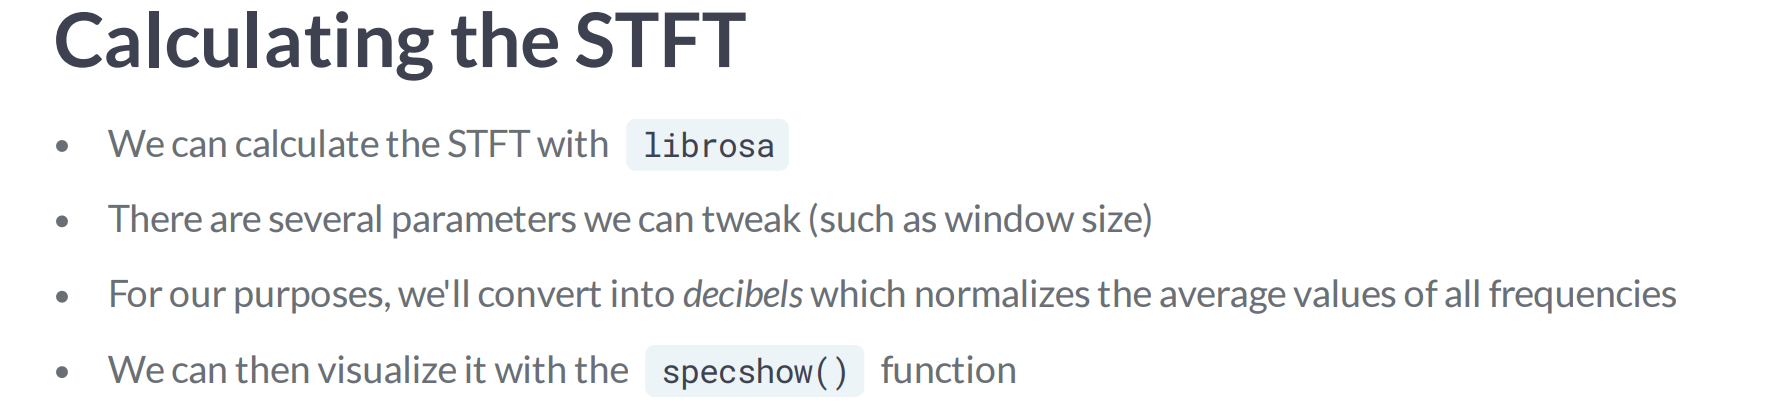 Calculating the STFT
• We can calculate the STFT with librosa
• There are several parameters we can tweak (such as window size)
• For our purposes, we'll convert into decibels which normalizes the average values of all frequencies
• We can then visualize it with the specshow() function